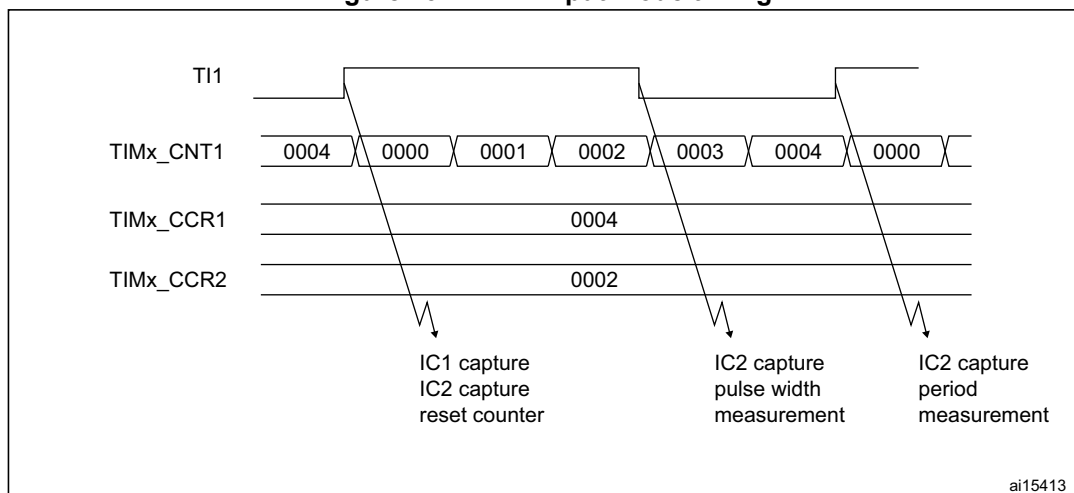 TI1
TIMx_CNT1 0004 0000 0001 0002 0003 0004 0000
TIMx_CCR1 0004
TIMx_CCR2 0002
IC1 capture
IC2 capture
reset counter
IC2 capture
pulse width
measurement
IC2 capture
period
measurement
ai15413